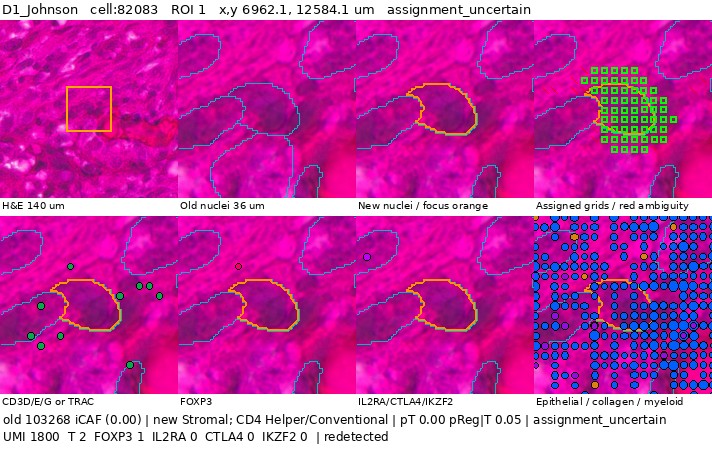 D1_Johnson cell:82083 ROI 1 x,y 6962.1, 12584.1 um assignment_uncertain
H&E 140 um
Old nuclei 36 um
New nuclei / focus orange
Assigned grids / red ambiguity
CD3D/E/G or TRAC
FOXP3
IL2RA/CTLA4/IKZF2
Epithelial / collagen / myeloid
old 103268 iCAF (0.00) | new Stromal; CD4 Helper/Conventional | pT 0.00 pReg|T 0.05 | assignment_uncertain
UMI 1800 T 2 FOXP3 1 IL2RA 0 CTLA4 0 IKZF2 0 | redetected